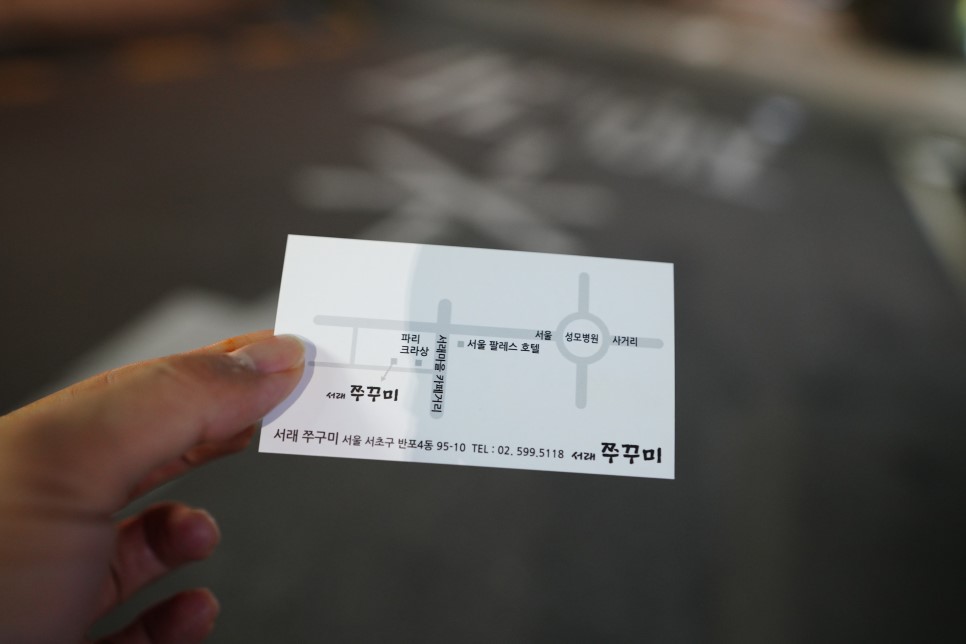 파리
크라상
서래마을 카페거리
서울 팔레스 호텔
서울 성모병원 사거리
서래 쭈꾸미
서래 쭈구미 서울 서초구 반포4동 95-10 TEL : 02. 599.5118 서래 쭈꾸미